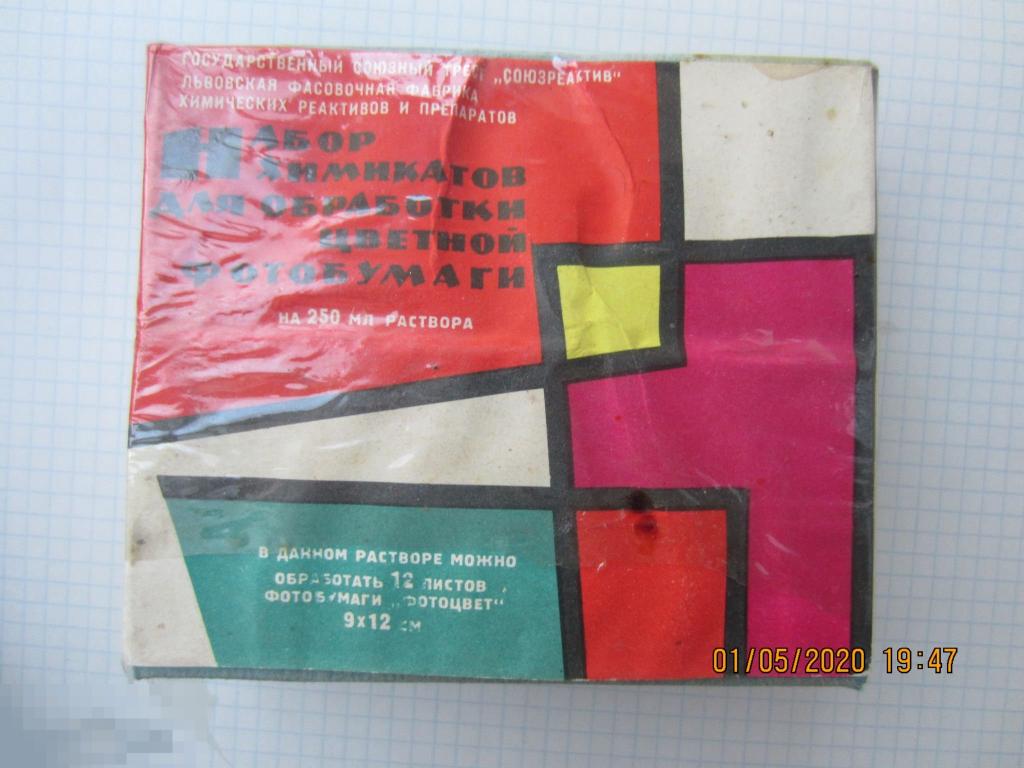 ГОСУДАРСТВЕННЫЙ СОЮЗНЫЙ ТРЕСТ „СОЮЗРЕАКТИВ“
ЛЬВОВСКАЯ ФАСОВОЧНАЯ ФАБРИКА
ХИМИЧЕСКИХ РЕАКТИВОВ И ПРЕПАРАТОВ
НАБОР
ХИМИКАТОВ
ДЛЯ ОБРАБОТКИ
ЦВЕТНОЙ
ФОТОБУМАГИ
НА 250 МЛ РАСТВОРА
В ДАННОМ РАСТВОРЕ МОЖНО
ОБРАБОТАТЬ 12 ЛИСТОВ
ФОТОБУМАГИ „ФОТОЦВЕТ“
9х12 см
01/05/2020 19:47